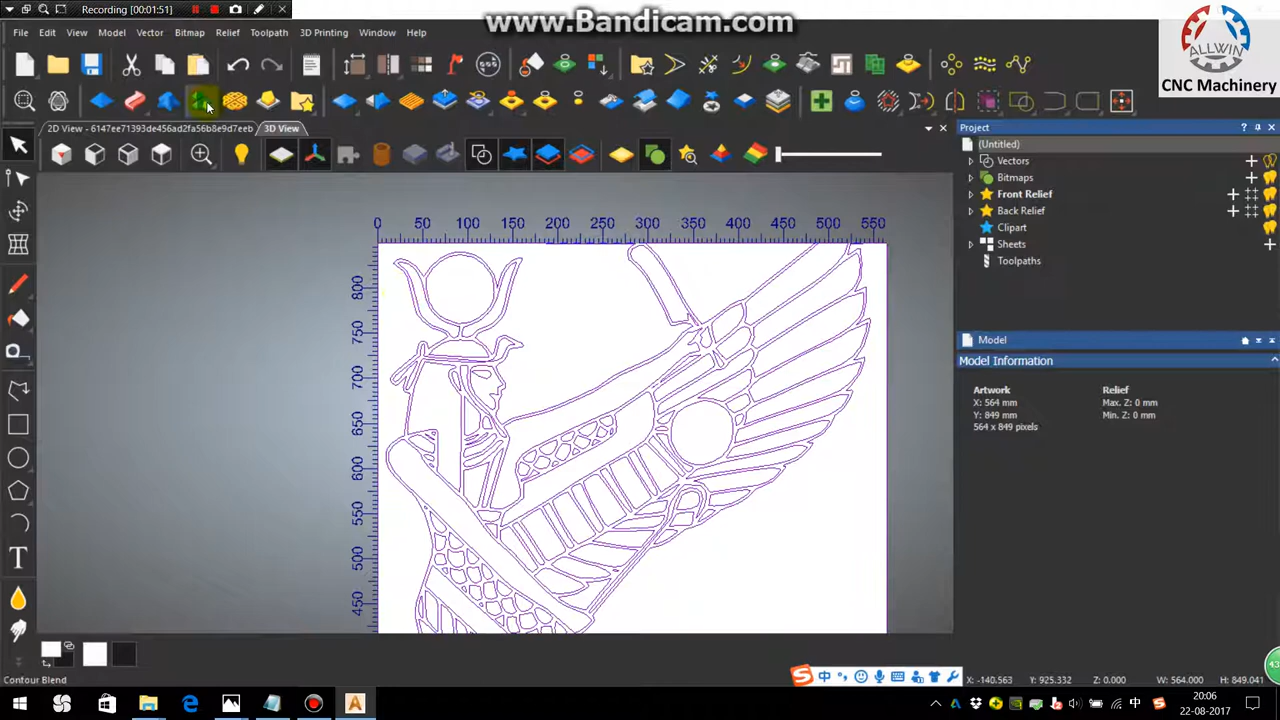 Recording [00:01:51]
www.Bandicam.com
ALLWIN
CNC Machinery
File Edit View Model Vector Bitmap Relief Toolpath 3D Printing Window Help
2D View - 6147ee71393de456ad2fa56b8e9d7eeb
3D View
Project
(Untitled)
Vectors
Bitmaps
Front Relief
Back Relief
Clipart
Sheets
Toolpaths
0 50 100 150 200 250 300 350 400 450 500 550
800
750
700
650
600
550
500
450
Model
Model Information
Artwork
X: 564 mm
Y: 849 mm
564 x 849 pixels
Relief
Max. Z: 0 mm
Min. Z: 0 mm
T
中
43
Contour Blend
X: -140.563 Y: 925.332 Z: 0.000 W: 564.000 H: 849.041
中
20:06
22-08-2017